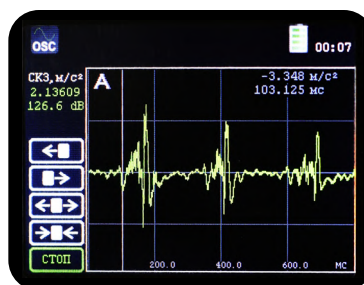 OSC
00:07
СКЗ, м/с²
2.13609
126.6 dB
A
-3.348 м/с²
103.125 мс
СТОП
200.0 400.0 600.0 мс